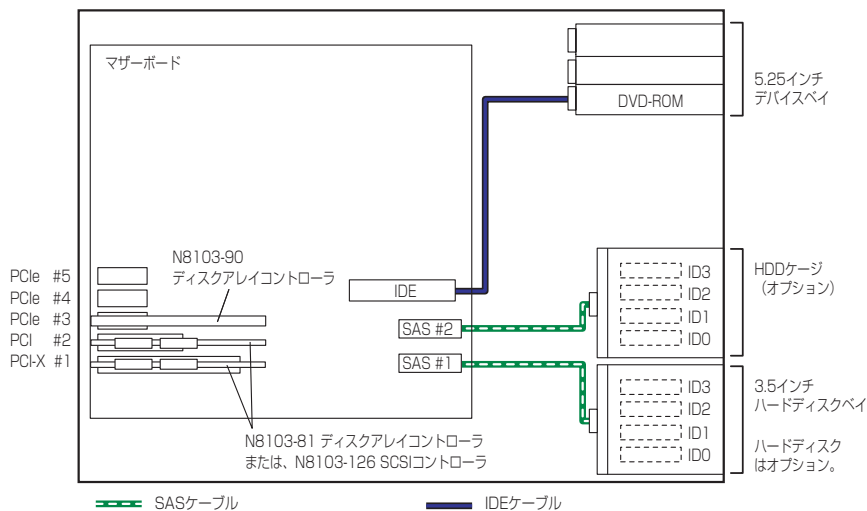 マザーボード
DVD-ROM
5.25インチ
デバイスベイ
N8103-90
ディスクアレイコントローラ
PCIe #5
PCIe #4
PCIe #3
PCI #2
PCI-X #1
IDE
SAS #2
SAS #1
ID3
ID2
ID1
ID0
HDDケージ
（オプション）
ID3
ID2
ID1
ID0
3.5インチ
ハードディスクベイ
ハードディスク
はオプション。
N8103-81 ディスクアレイコントローラ
または、N8103-126 SCSIコントローラ
SASケーブル
IDEケーブル